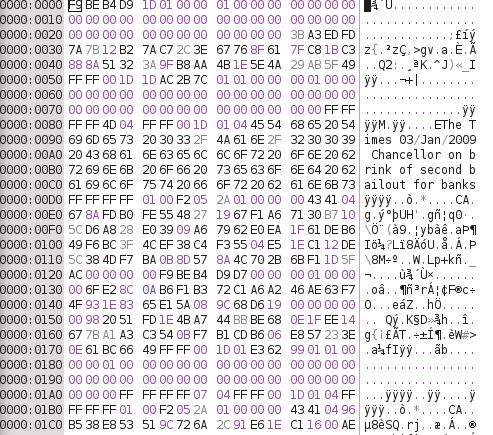 0000:0000 F9 BE B4 D9 1D 01 00 00 01 00 00 00 00 00 00 00 █¾´Ù............
0000:0010 00 00 00 00 00 00 00 00 00 00 00 00 00 00 00 00 ................
0000:0020 00 00 00 00 00 00 00 00 00 00 00 00 3B A3 ED FD ............;£íý
0000:0030 7A 7B 12 B2 7A C7 2C 3E 67 76 8F 61 7F C8 1B C3 z{.²zÇ,>gv.a.È.Ã
0000:0040 88 8A 51 32 3A 9F B8 AA 4B 1E 5E 4A 29 AB 5F 49 ..Q2:.¸ªK.^J)«_I
0000:0050 FF FF 00 1D 1D AC 2B 7C 01 01 00 00 00 01 00 00 ÿÿ...¬+|........
0000:0060 00 00 00 00 00 00 00 00 00 00 00 00 00 00 00 00 ................
0000:0070 00 00 00 00 00 00 00 00 00 00 00 00 00 00 FF FF ..............ÿÿ
0000:0080 FF FF 4D 04 FF FF 00 1D 01 04 45 54 68 65 20 54 ÿÿM.ÿÿ....EThe T
0000:0090 69 6D 65 73 20 30 33 2F 4A 61 6E 2F 32 30 30 39 imes 03/Jan/2009
0000:00A0 20 43 68 61 6E 63 65 6C 6C 6F 72 20 6F 6E 20 62  Chancellor on b
0000:00B0 72 69 6E 6B 20 6F 66 20 73 65 63 6F 6E 64 20 62 rink of second b
0000:00C0 61 69 6C 6F 75 74 20 66 6F 72 20 62 61 6E 6B 73 ailout for banks
0000:00D0 FF FF FF FF 01 00 F2 05 2A 01 00 00 00 43 41 04 ÿÿÿÿ..ò.*....CA.
0000:00E0 67 8A FD B0 FE 55 48 27 19 67 F1 A6 71 30 B7 10 g.ý°þUH'.gñ¦q0·.
0000:00F0 5C D6 A8 28 E0 39 09 A6 79 62 E0 EA 1F 61 DE B6 \Ö¨(à9.¦ybàê.aÞ¶
0000:0100 49 F6 BC 3F 4C EF 38 C4 F3 55 04 E5 1E C1 12 DE Iö¼?Lï8ÄóU.å.Á.Þ
0000:0110 5C 38 4D F7 BA 0B 8D 57 8A 4C 70 2B 6B F1 1D 5F \8M÷º..W.Lp+kñ._
0000:0120 AC 00 00 00 00 F9 BE B4 D9 D7 00 00 00 01 00 00 ¬....ù¾´Ù×......
0000:0130 00 6F E2 8C 0A B6 F1 B3 72 C1 A6 A2 46 AE 63 F7 .oâ..¶ñ³rÁ¦¢F®c÷
0000:0140 4F 93 1E 83 65 E1 5A 08 9C 68 D6 19 00 00 00 00 O...eáZ..hÖ.....
0000:0150 00 98 20 51 FD 1E 4B A7 44 BB BE 68 0E 1F EE 14 .. Qý.K§D»¾h..î.
0000:0160 67 7B A1 A3 C3 54 0B F7 B1 CD B6 06 E8 57 23 3E g{¡£ÃT.÷±Í¶.èW#>
0000:0170 0E 61 BC 66 49 FF FF 00 1D 01 E3 62 99 01 01 00 .a¼fIÿÿ...ãb....
0000:0180 00 00 01 00 00 00 00 00 00 00 00 00 00 00 00 00 ................
0000:0190 00 00 00 00 00 00 00 00 00 00 00 00 00 00 00 00 ................
0000:01A0 00 00 00 FF FF FF FF 07 04 FF FF 00 1D 01 04 FF ...ÿÿÿÿ..ÿÿ....ÿ
0000:01B0 FF FF FF 01 00 F2 05 2A 01 00 00 00 43 41 04 96 ÿÿÿ..ò.*....CA..
0000:01C0 B5 38 E8 53 51 9C 72 6A 2C 91 E6 1E C1 16 00 AE µ8èSQ.rj,.æ.Á..®